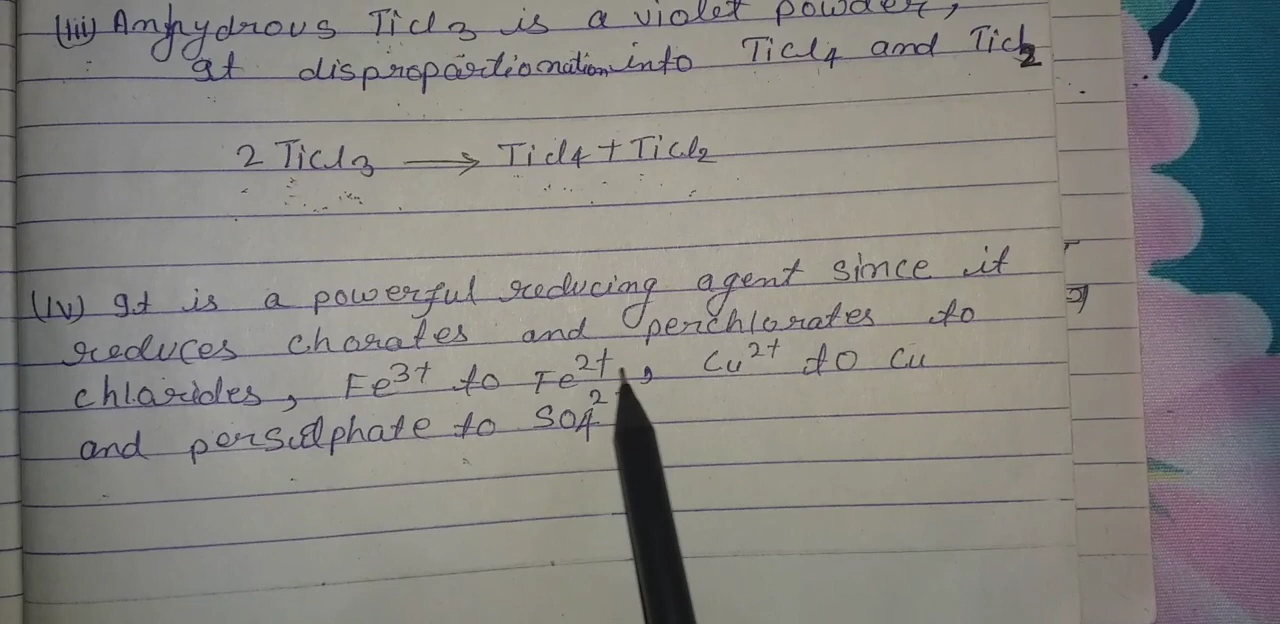 (iii) Anhydrous TiCl3 is a violet powder,
It disproportionation into TiCl4 and TiCl2
2 TiCl3 ⟶ TiCl4 + TiCl2
(iv) It is a powerful reducing agent since it
reduces charates and perchlorates to
chlorides, Fe3+ to Fe2+, Cu2+ to Cu
and persulphate to SO4 2-